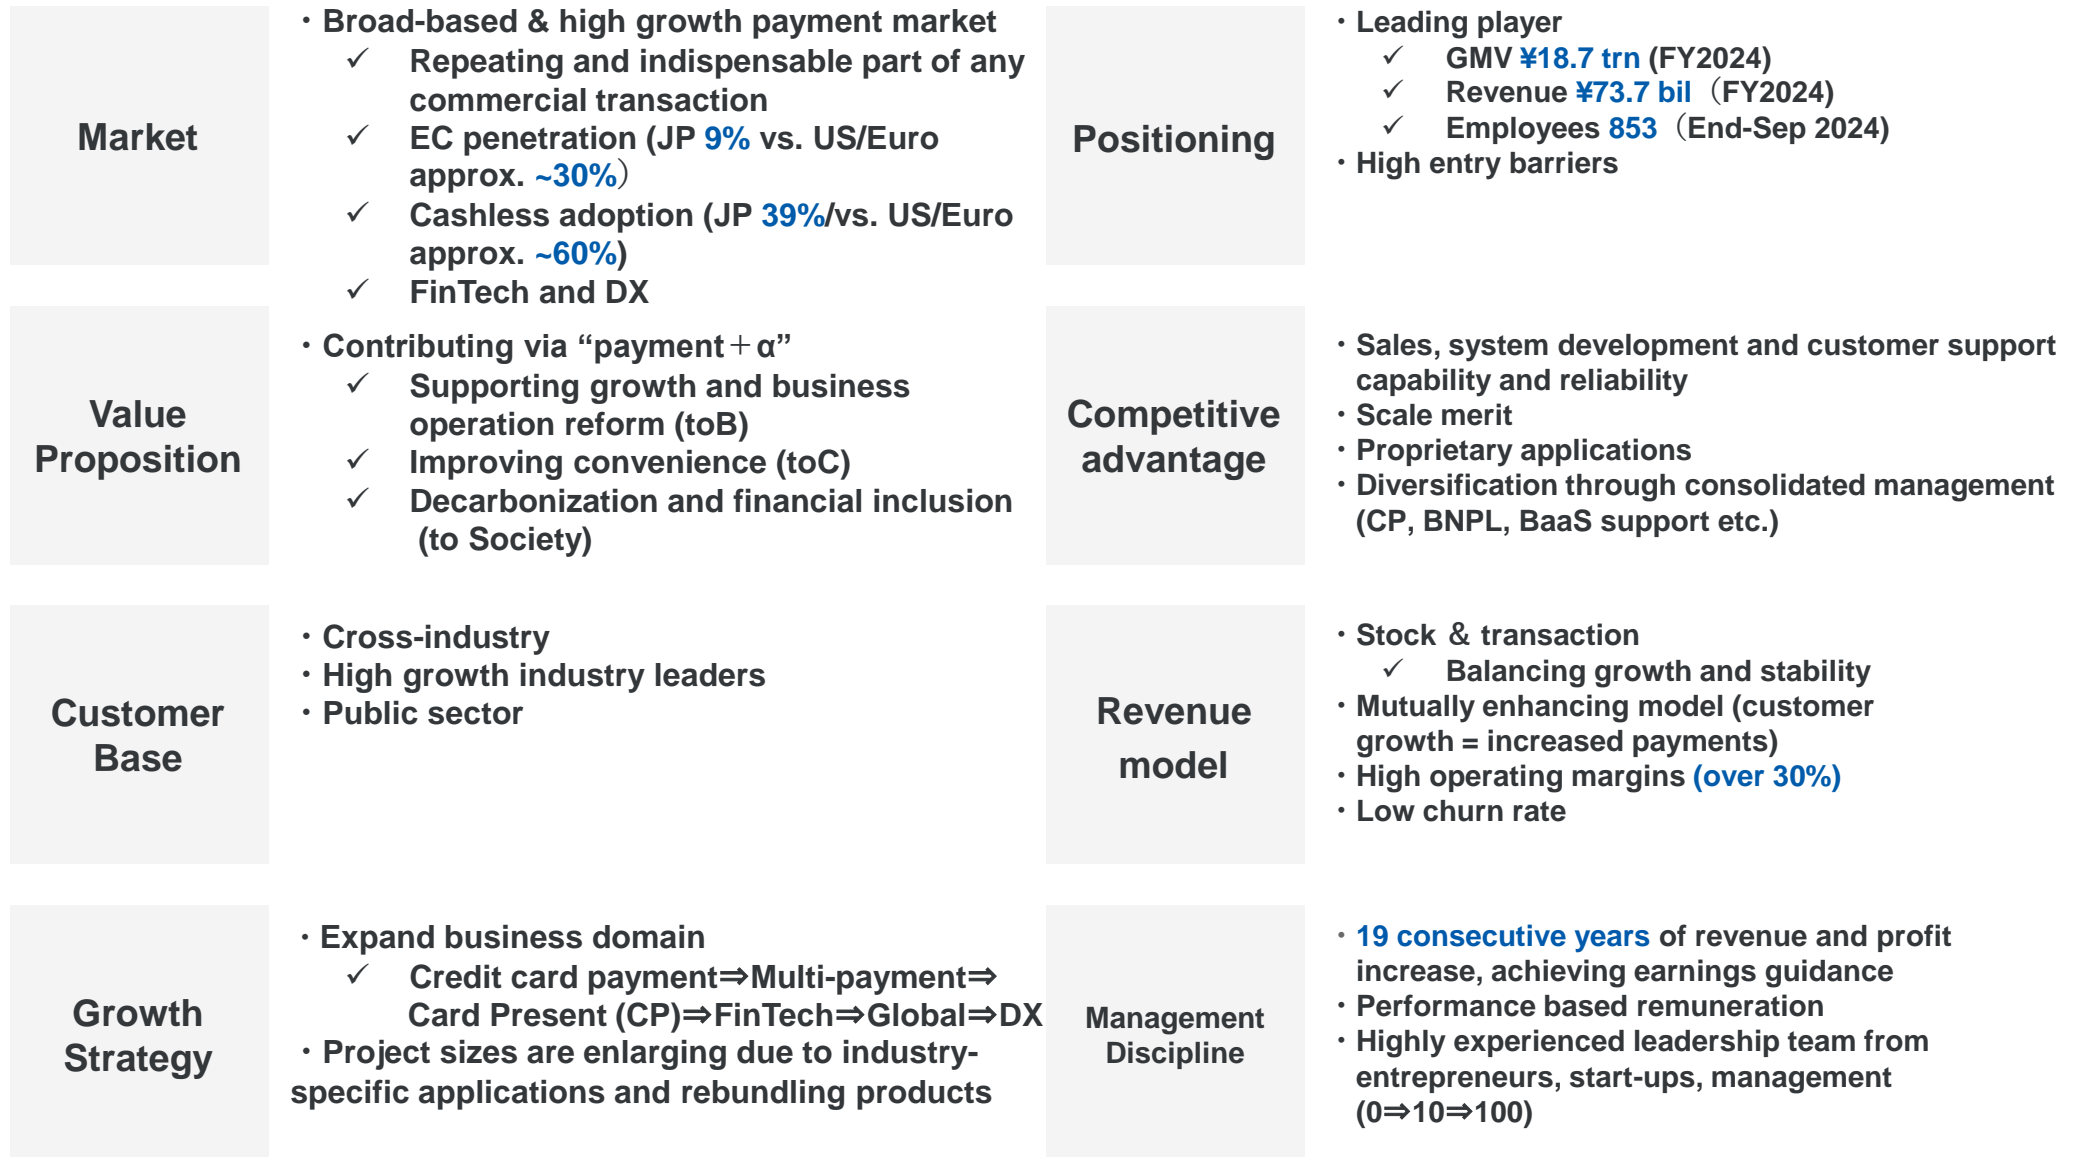 Market
・Broad-based & high growth payment market
✓ Repeating and indispensable part of any
commercial transaction
✓ EC penetration (JP 9% vs. US/Euro
approx. ~30%）
✓ Cashless adoption (JP 39%/vs. US/Euro
approx. ~60%)
✓ FinTech and DX
Positioning
・Leading player
✓ GMV ¥18.7 trn (FY2024)
✓ Revenue ¥73.7 bil（FY2024)
✓ Employees 853（End-Sep 2024)
・High entry barriers
Value
Proposition
・Contributing via “payment＋α”
✓ Supporting growth and business
operation reform (toB)
✓ Improving convenience (toC)
✓ Decarbonization and financial inclusion
(to Society)
Competitive
advantage
・Sales, system development and customer support
capability and reliability
・Scale merit
・Proprietary applications
・Diversification through consolidated management
(CP, BNPL, BaaS support etc.)
Customer
Base
・Cross-industry
・High growth industry leaders
・Public sector
Revenue
model
・Stock ＆ transaction
✓ Balancing growth and stability
・Mutually enhancing model (customer
growth = increased payments)
・High operating margins (over 30%)
・Low churn rate
Growth
Strategy
・Expand business domain
✓ Credit card payment⇒Multi-payment⇒
Card Present (CP)⇒FinTech⇒Global⇒DX
・Project sizes are enlarging due to industry-
specific applications and rebundling products
Management
Discipline
・19 consecutive years of revenue and profit
increase, achieving earnings guidance
・Performance based remuneration
・Highly experienced leadership team from
entrepreneurs, start-ups, management
(0⇒10⇒100)